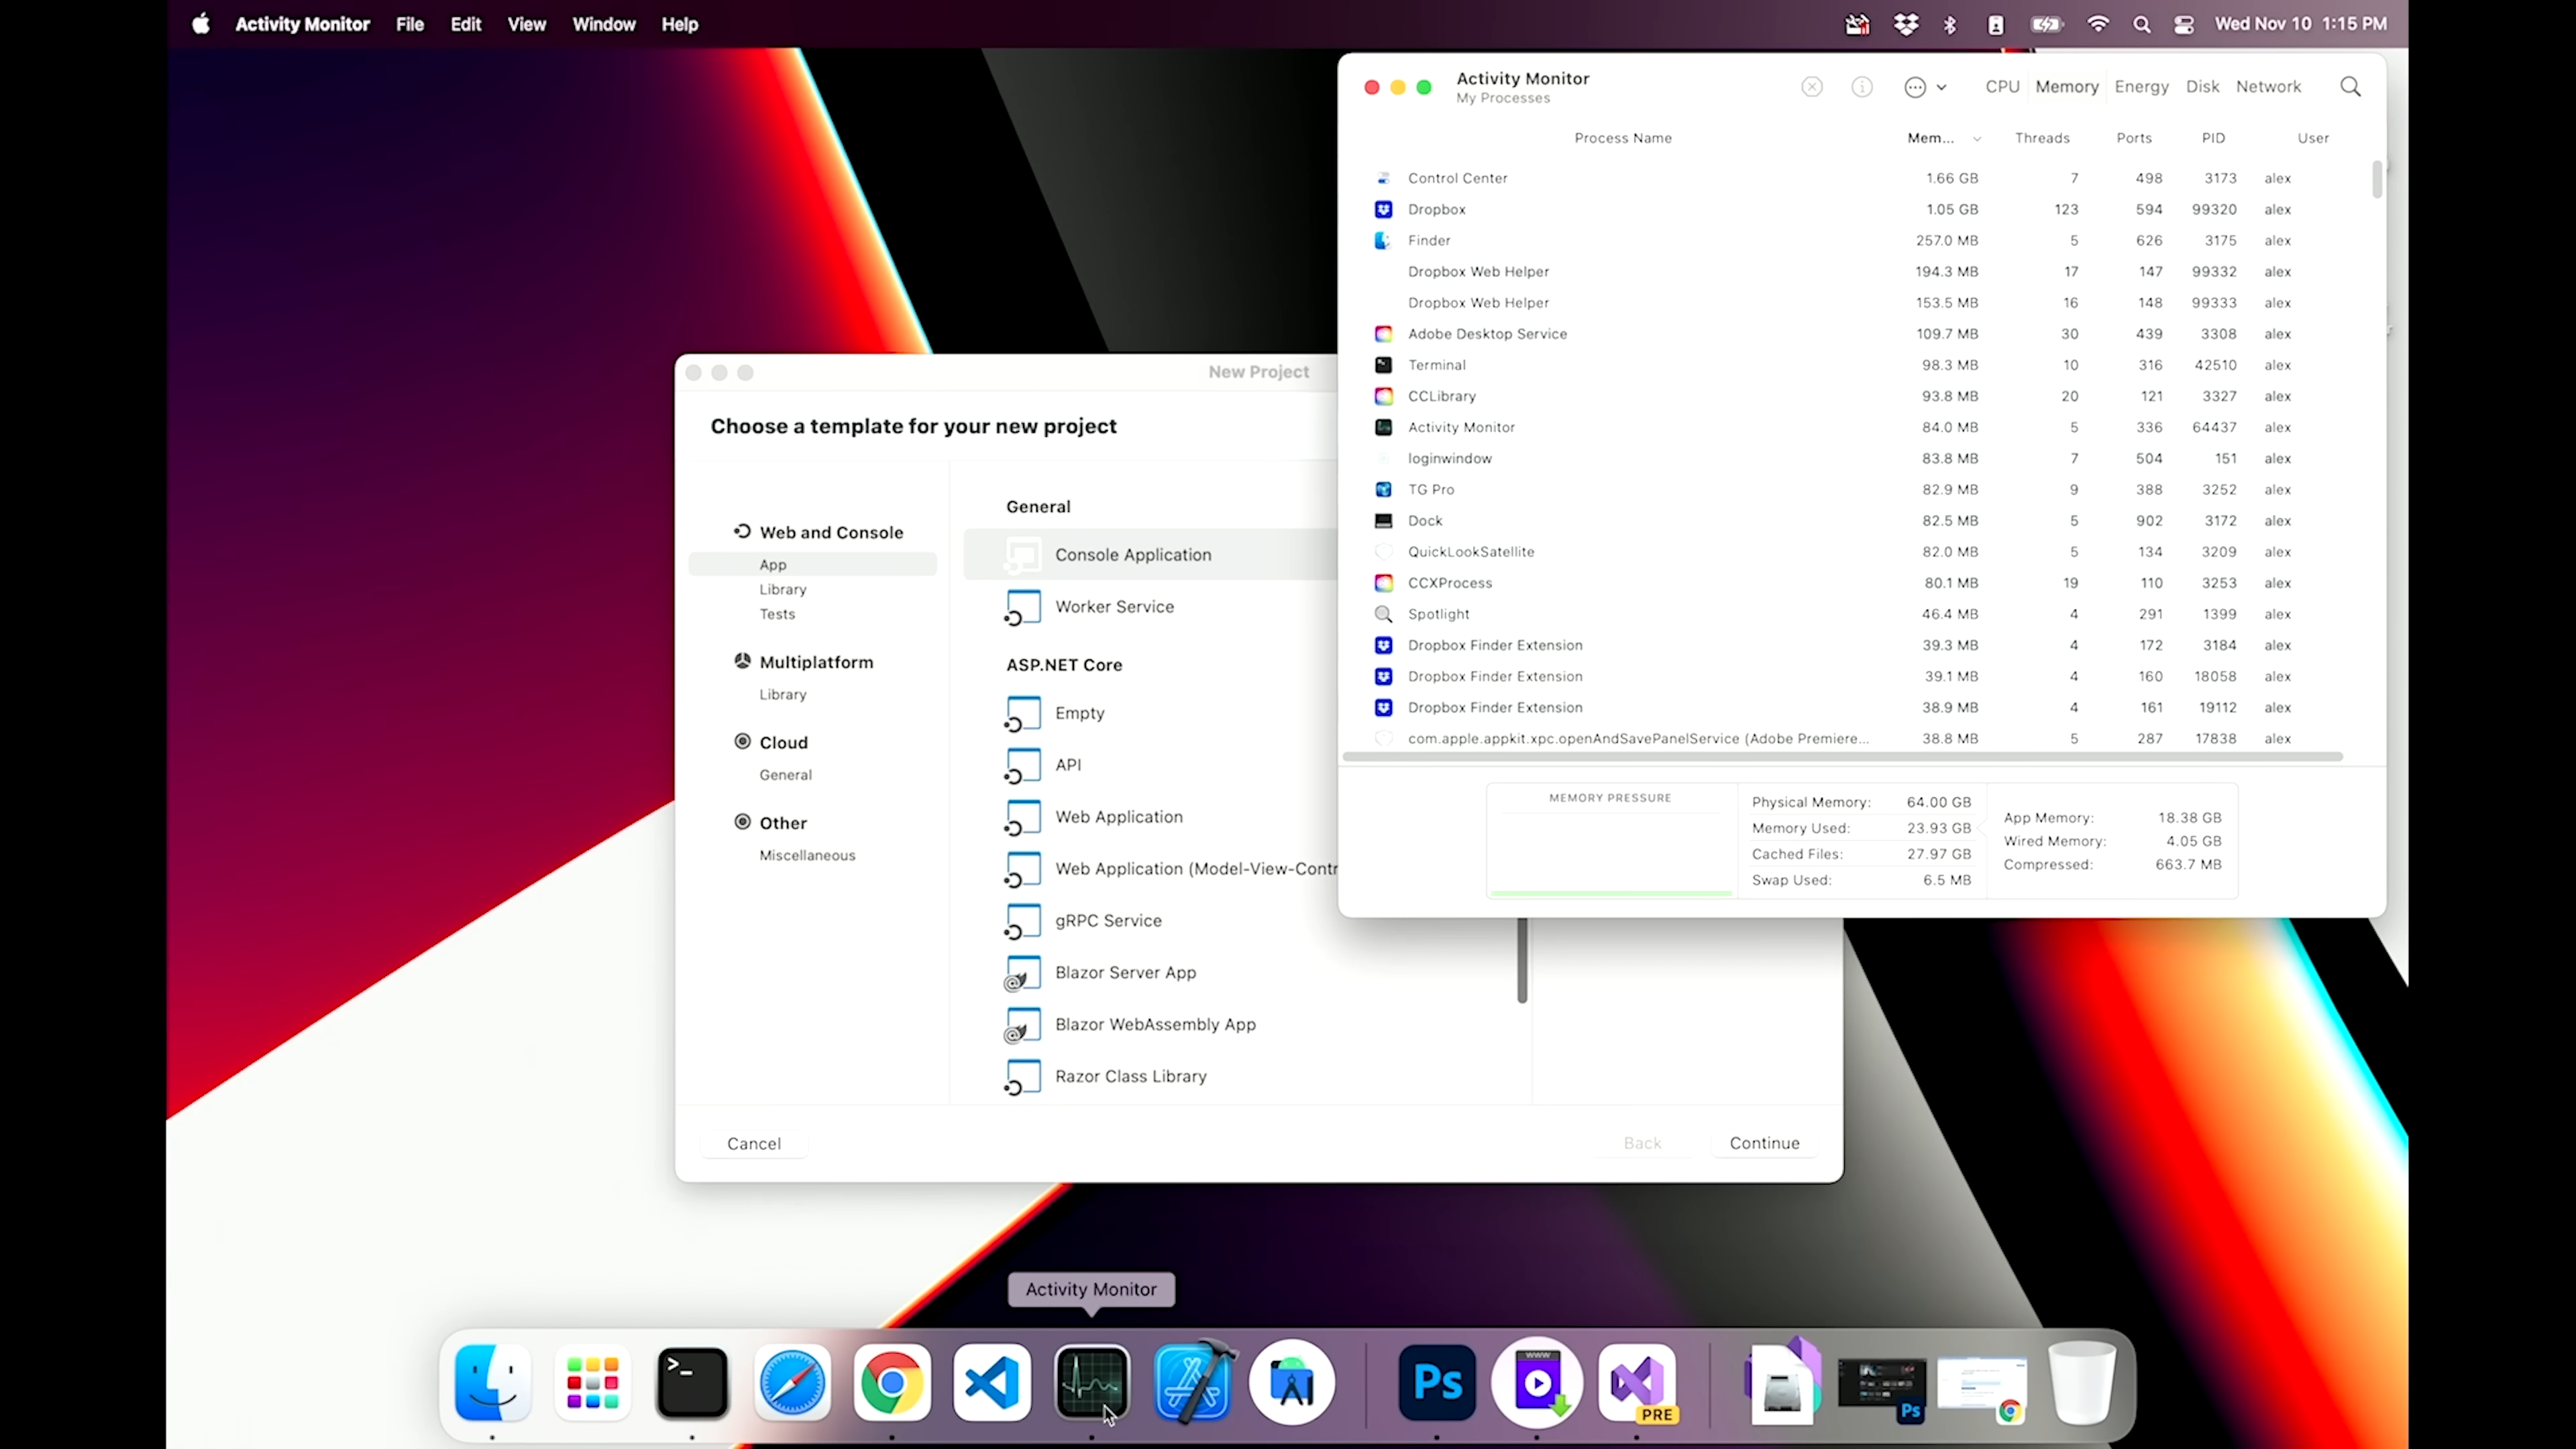 Activity Monitor File Edit View Window Help
Wed Nov 10 1:15 PM
Activity Monitor
My Processes
CPU Memory Energy Disk Network
Process Name Mem... Threads Ports PID User
Control Center 1.66 GB 7 498 3173 alex
Dropbox 1.05 GB 123 594 99320 alex
Finder 257.0 MB 5 626 3175 alex
Dropbox Web Helper 194.3 MB 17 147 99332 alex
Dropbox Web Helper 153.5 MB 16 148 99333 alex
Adobe Desktop Service 109.7 MB 30 439 3308 alex
Terminal 98.3 MB 10 316 42510 alex
CCLibrary 93.8 MB 20 121 3327 alex
Activity Monitor 84.0 MB 5 336 64437 alex
loginwindow 83.8 MB 7 504 151 alex
TG Pro 82.9 MB 9 388 3252 alex
Dock 82.5 MB 5 902 3172 alex
QuickLookSatellite 82.0 MB 5 134 3209 alex
CCXProcess 80.1 MB 19 110 3253 alex
Spotlight 46.4 MB 4 291 1399 alex
Dropbox Finder Extension 39.3 MB 4 172 3184 alex
Dropbox Finder Extension 39.1 MB 4 160 18058 alex
Dropbox Finder Extension 38.9 MB 4 161 19112 alex
com.apple.appkit.xpc.openAndSavePanelService (Adobe Premiere... 38.8 MB 5 287 17838 alex
MEMORY PRESSURE
Physical Memory: 64.00 GB
Memory Used: 23.93 GB
Cached Files: 27.97 GB
Swap Used: 6.5 MB
App Memory: 18.38 GB
Wired Memory: 4.05 GB
Compressed: 663.7 MB
New Project
Choose a template for your new project
Web and Console
App
Library
Tests
Multiplatform
Library
Cloud
General
Other
Miscellaneous
General
Console Application
Worker Service
ASP.NET Core
Empty
API
Web Application
Web Application (Model-View-Contr
gRPC Service
Blazor Server App
Blazor WebAssembly App
Razor Class Library
Cancel
Back
Continue
Activity Monitor
Ps
WWW
PRE
Ps